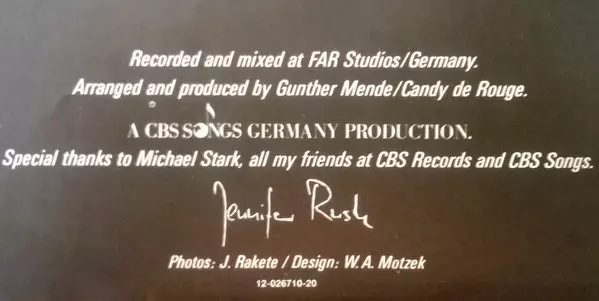 Recorded and mixed at FAR Studios/Germany.
Arranged and produced by Gunther Mende/Candy de Rouge.
A CBS SONGS GERMANY PRODUCTION.
Special thanks to Michael Stark, all my friends at CBS Records and CBS Songs.
Jennifer Rush
Photos: J. Rakete / Design: W. A. Motzek
12-026710-20